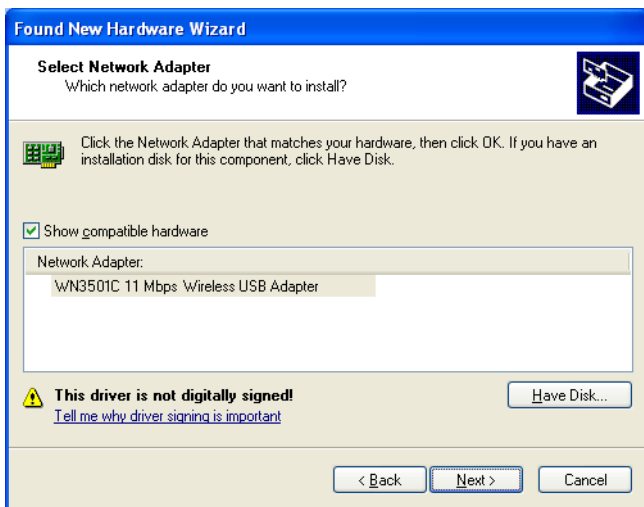 Found New Hardware Wizard
Select Network Adapter
Which network adapter do you want to install?
Click the Network Adapter that matches your hardware, then click OK. If you have an
installation disk for this component, click Have Disk.
Show compatible hardware
Network Adapter:
WN3501C 11 Mbps Wireless USB Adapter
This driver is not digitally signed!
Tell me why driver signing is important
Have Disk...
< Back
Next >
Cancel